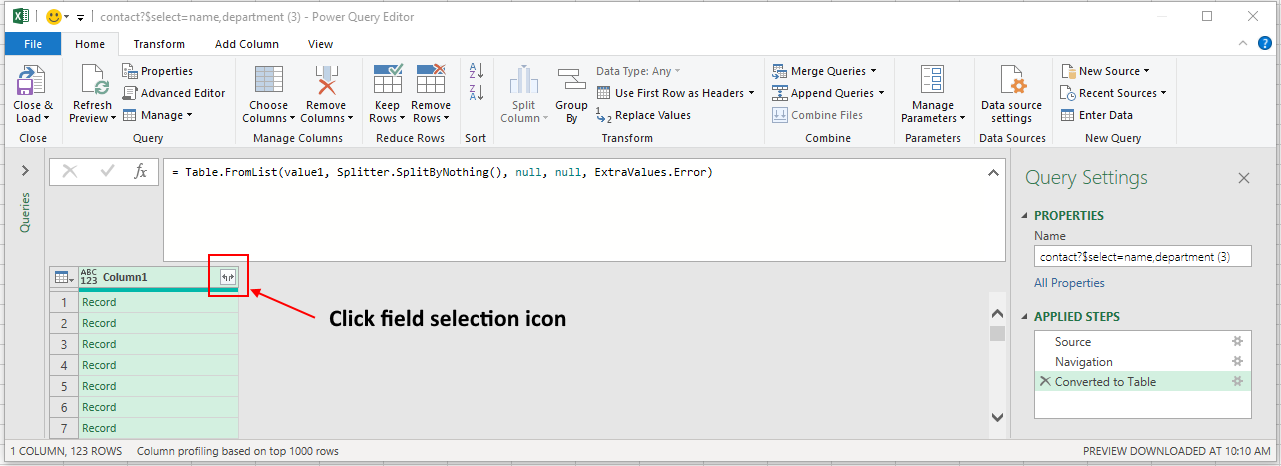 contact?$select=name,department (3) - Power Query Editor
File Home Transform Add Column View
Close & Load
Close
Refresh Preview
Properties
Advanced Editor
Manage
Query
Choose Columns
Remove Columns
Manage Columns
Keep Rows
Remove Rows
Reduce Rows
A Z
Z A
Sort
Split Column
Group By
Data Type: Any
Use First Row as Headers
1 2 Replace Values
Transform
Merge Queries
Append Queries
Combine Files
Combine
Manage Parameters
Parameters
Data source settings
Data Sources
New Source
Recent Sources
Enter Data
New Query
Queries
fx
= Table.FromList(value1, Splitter.SplitByNothing(), null, null, ExtraValues.Error)
ABC 123 Column1
1 Record
2 Record
3 Record
4 Record
5 Record
6 Record
7 Record
Click field selection icon
Query Settings
PROPERTIES
Name
contact?$select=name,department (3)
All Properties
APPLIED STEPS
Source
Navigation
Converted to Table
1 COLUMN, 123 ROWS Column profiling based on top 1000 rows PREVIEW DOWNLOADED AT 10:10 AM